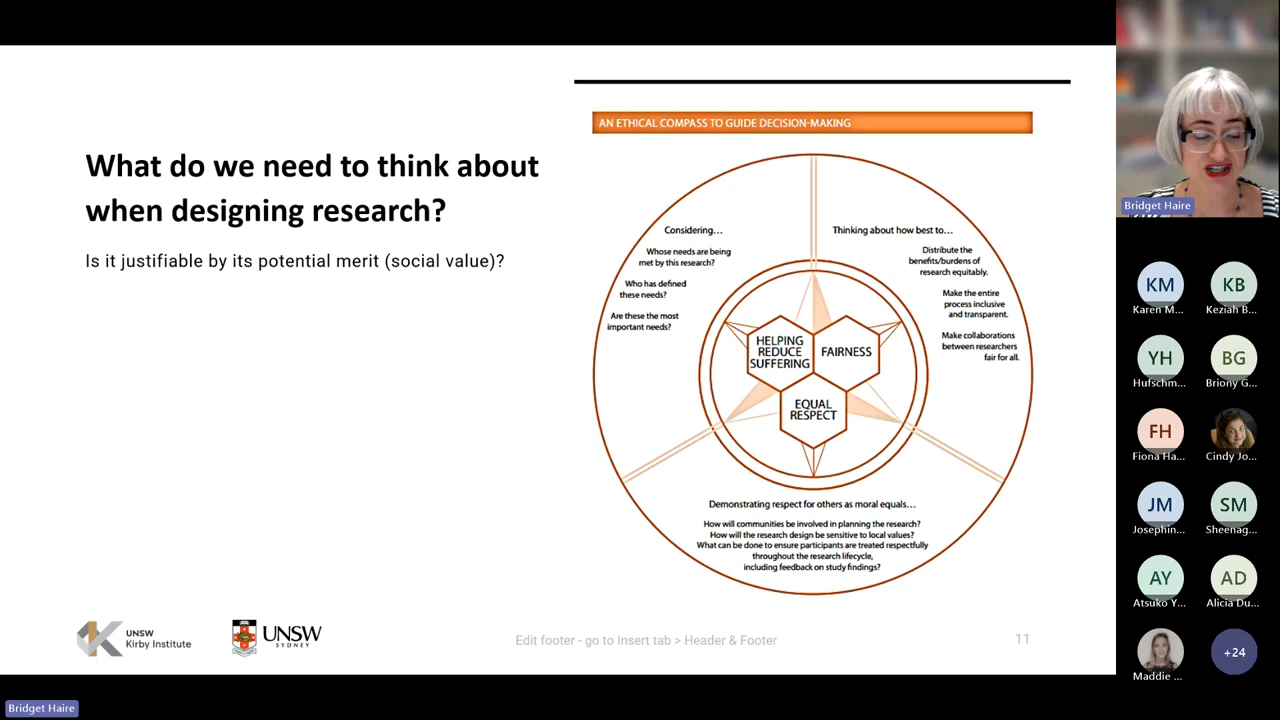 What do we need to think about
when designing research?
Is it justifiable by its potential merit (social value)?
AN ETHICAL COMPASS TO GUIDE DECISION-MAKING
Considering...
Whose needs are being
met by this research?
Who has defined
these needs?
Are these the most
important needs?
Thinking about how best to...
Distribute the
benefits/burdens of
research equitably.
Make the entire
process inclusive
and transparent.
Make collaborations
between researchers
fair for all.
HELPING
REDUCE
SUFFERING
FAIRNESS
EQUAL
RESPECT
Demonstrating respect for others as moral equals...
How will communities be involved in planning the research?
How will the research design be sensitive to local values?
What can be done to ensure participants are treated respectfully
throughout the research lifecycle,
including feedback on study findings?
UNSW
Kirby Institute
UNSW
SYDNEY
Edit footer - go to Insert tab > Header & Footer
11
Bridget Haire
KM
Karen M...
KB
Keziah B...
YH
Hufschm...
BG
Briony G...
FH
Fiona Ha...
Cindy Jo...
JM
Josephin...
SM
Sheenag...
AY
Atsuko Y...
AD
Alicia Du...
Maddie ...
+24
Bridget Haire